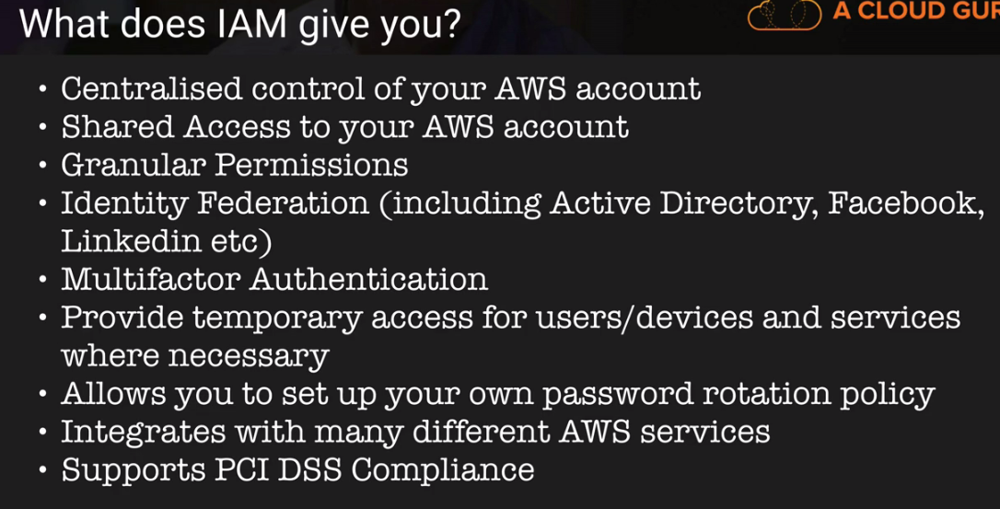 What does IAM give you?
A CLOUD GUR
• Centralised control of your AWS account
• Shared Access to your AWS account
• Granular Permissions
• Identity Federation (including Active Directory, Facebook,
Linkedin etc)
• Multifactor Authentication
• Provide temporary access for users/devices and services
where necessary
• Allows you to set up your own password rotation policy
• Integrates with many different AWS services
• Supports PCI DSS Compliance